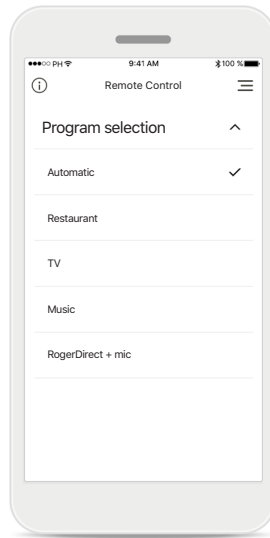 PH 9:41 AM 100 %
Remote Control
Program selection
Automatic
Restaurant
TV
Music
RogerDirect + mic